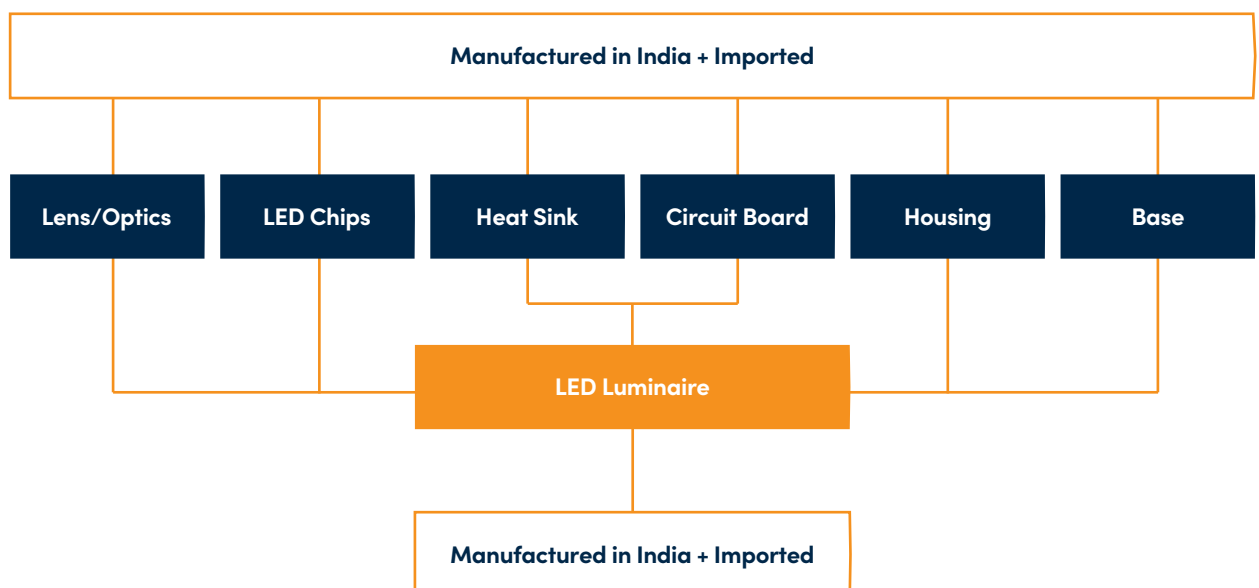 Manufactured in India + Imported
Lens/Optics
LED Chips
Heat Sink
Circuit Board
Housing
Base
LED Luminaire
Manufactured in India + Imported